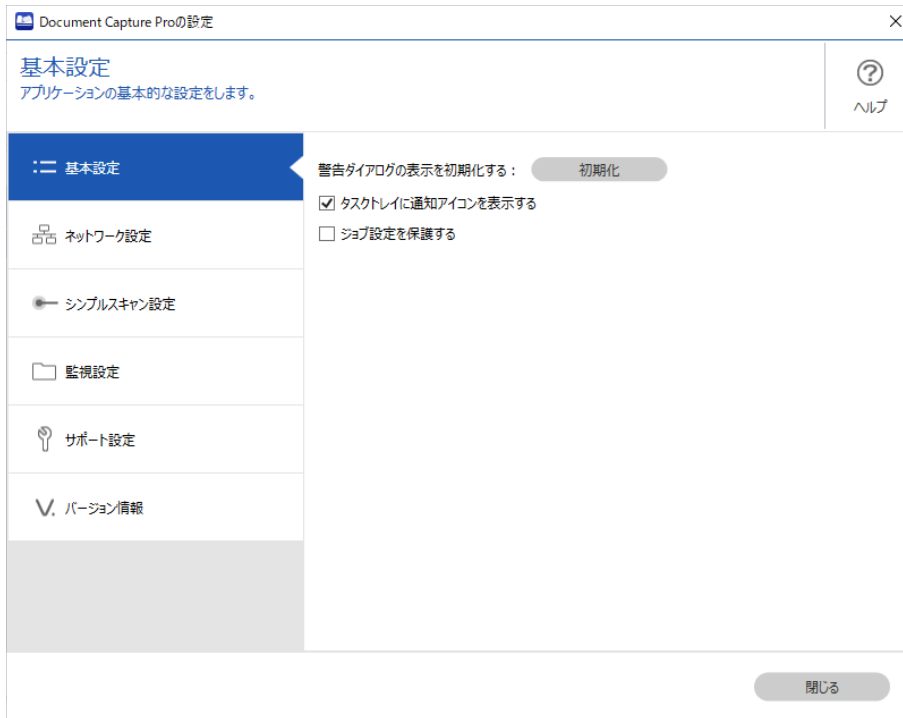 Document Capture Proの設定
基本設定
アプリケーションの基本的な設定をします。
ヘルプ
基本設定
ネットワーク設定
シンプルスキャン設定
監視設定
サポート設定
バージョン情報
警告ダイアログの表示を初期化する： 初期化
タスクトレイに通知アイコンを表示する
ジョブ設定を保護する
閉じる